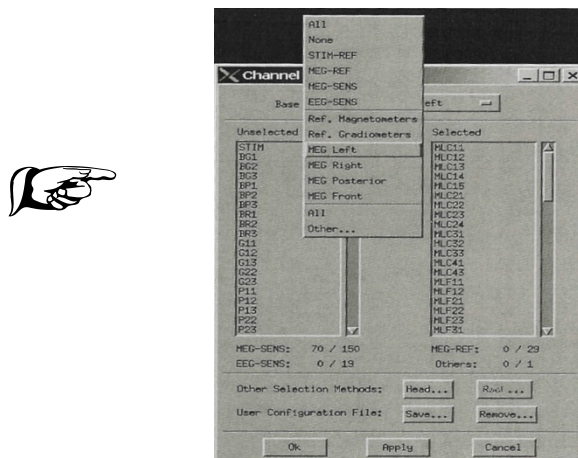 All
None
STIM-REF
MEG-REF
MEG-SENS
EEG-SENS
Ref. Magnetometers
Ref. Gradiometers
MEG Left
MEG Right
MEG Posterior
MEG Front
All
Other...
Channel
Base
eft
Unselected
STIM
BG1
BG2
BG3
BP1
BP2
BP3
BR1
BR2
BR3
G11
G12
G13
G22
G23
P11
P12
P13
P22
P23
Selected
MLC11
MLC12
MLC13
MLC14
MLC15
MLC21
MLC22
MLC23
MLC24
MLC31
MLC32
MLC33
MLC41
MLC43
MLF11
MLF12
MLF21
MLF22
MLF23
MLF31
MEG-SENS: 70 / 150 MEG-REF: 0 / 29
EEG-SENS: 0 / 19 Others: 0 / 1
Other Selection Methods: Head...
User Configuration File: Save... Remove...
Ok Apply Cancel